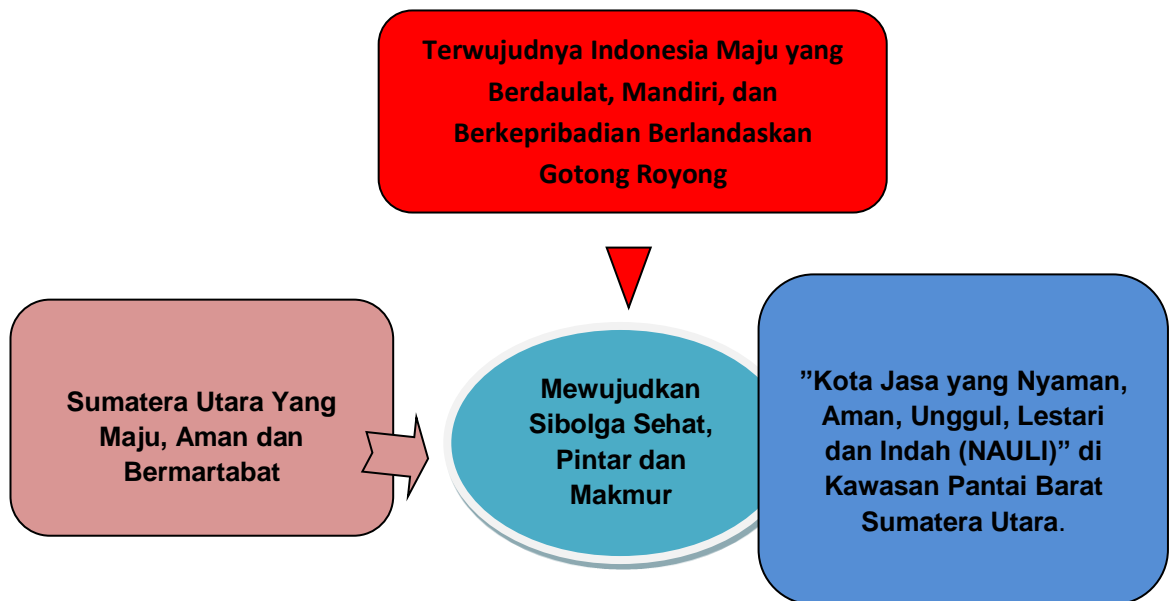 Terwujudnya Indonesia Maju yang
Berdaulat, Mandiri, dan
Berkepribadian Berlandaskan
Gotong Royong
Sumatera Utara Yang
Maju, Aman dan
Bermartabat
Mewujudkan
Sibolga Sehat,
Pintar dan
Makmur
”Kota Jasa yang Nyaman,
Aman, Unggul, Lestari
dan Indah (NAULI)” di
Kawasan Pantai Barat
Sumatera Utara.